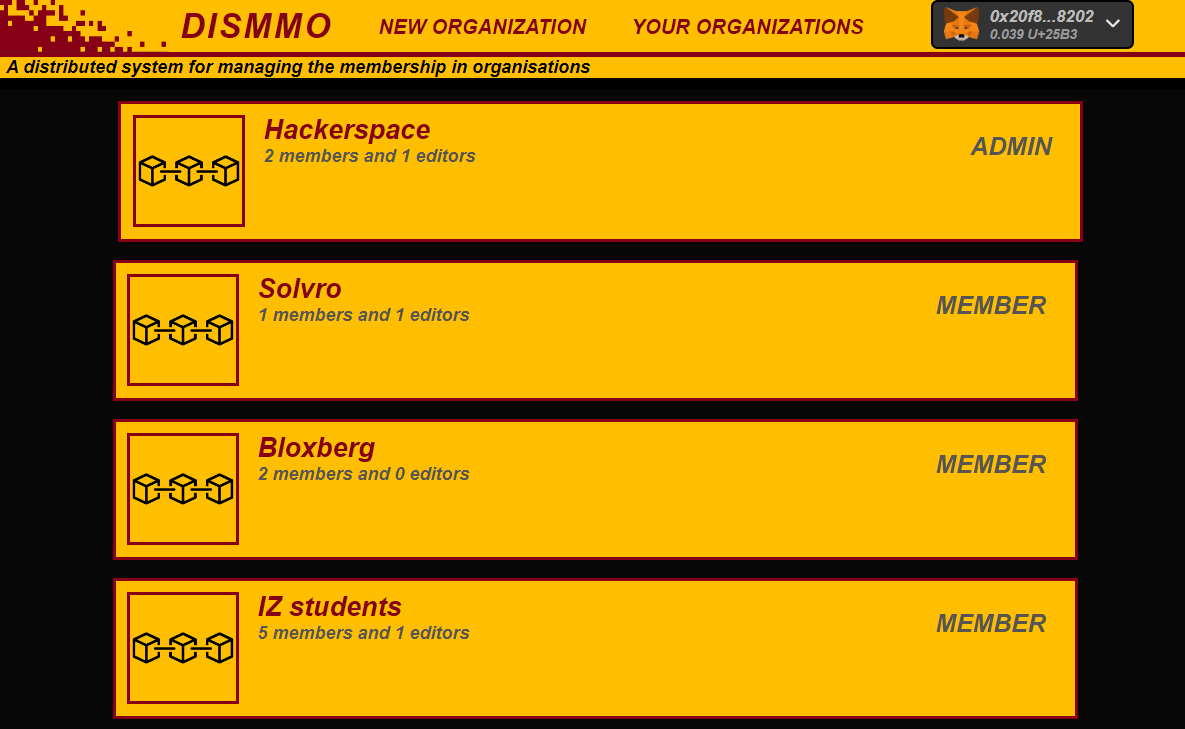 DISMMO
NEW ORGANIZATION
YOUR ORGANIZATIONS
0x20f8...8202
0.039 U+25B3
A distributed system for managing the membership in organisations
Hackerspace
2 members and 1 editors
ADMIN
Solvro
1 members and 1 editors
MEMBER
Bloxberg
2 members and 0 editors
MEMBER
IZ students
5 members and 1 editors
MEMBER